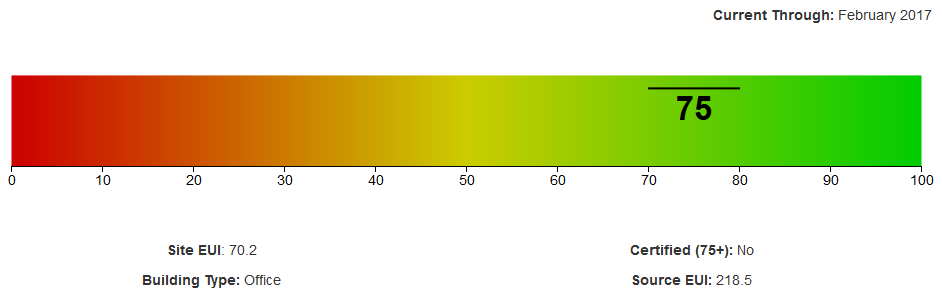 Current Through: February 2017
75
0 10 20 30 40 50 60 70 80 90 100
Site EUI: 70.2 Certified (75+): No
Building Type: Office Source EUI: 218.5